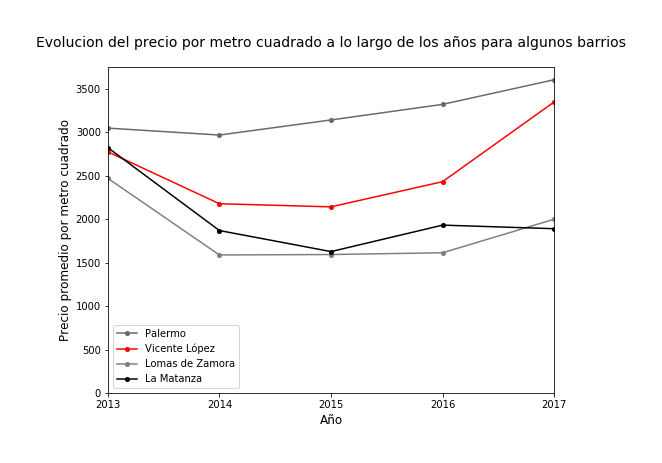 Evolucion del precio por metro cuadrado a lo largo de los años para algunos barrios
Precio promedio por metro cuadrado
3500
3000
2500
2000
1500
1000
500
0
Palermo
Vicente López
Lomas de Zamora
La Matanza
2013 2014 2015 2016 2017
Año